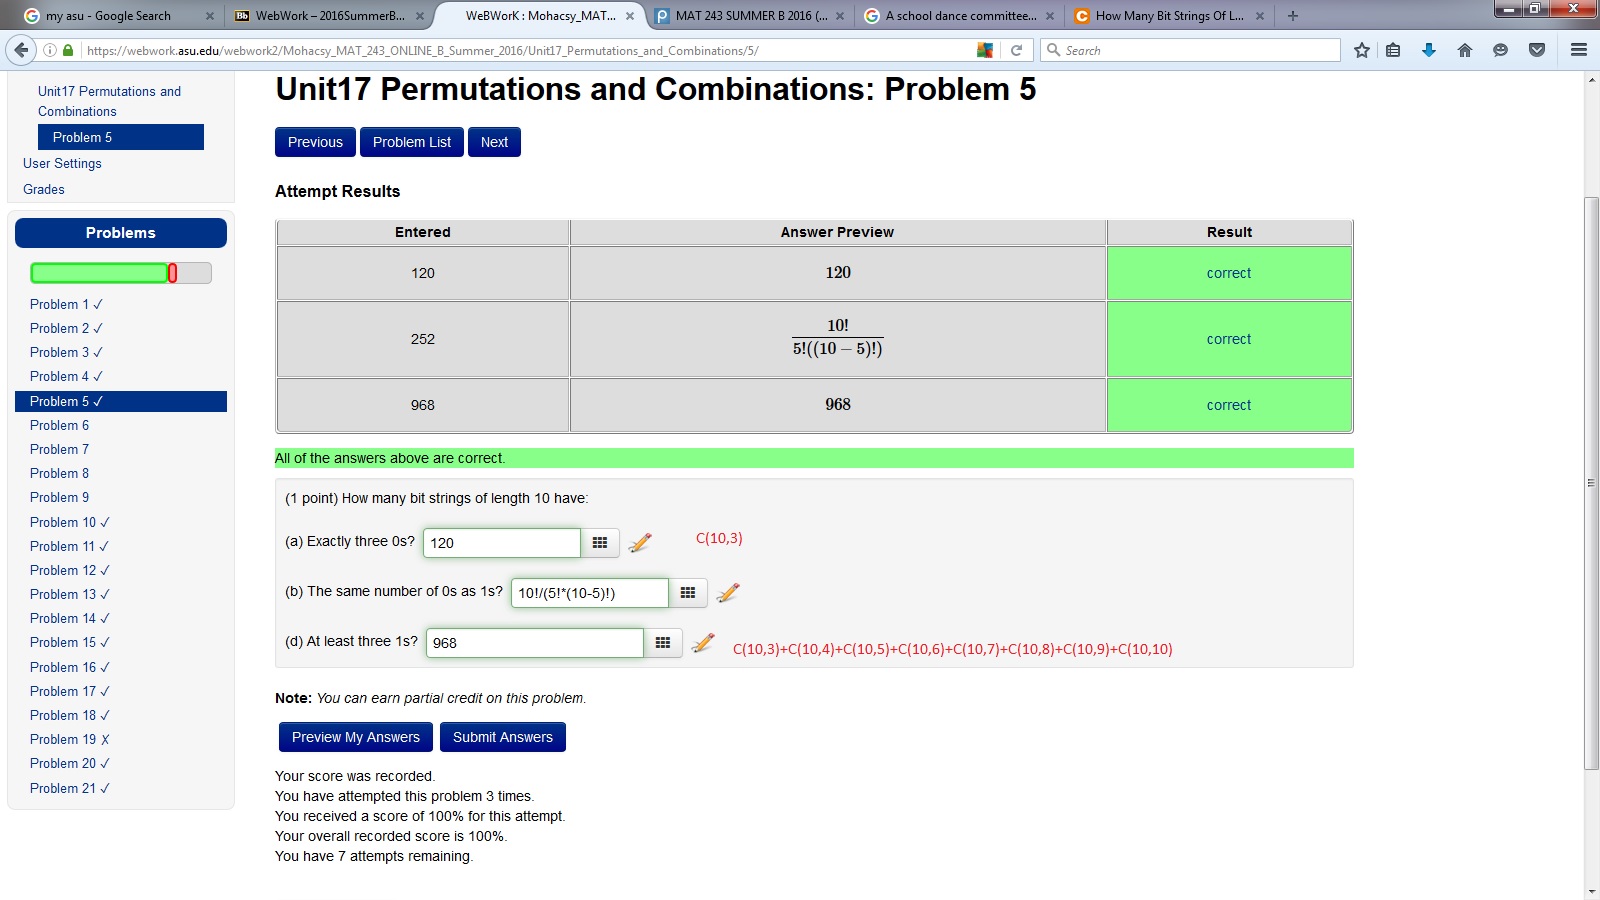 my asu - Google Search
WebWork – 2016SummerB...
WeBWorK : Mohacsy_MAT...
MAT 243 SUMMER B 2016 (...
A school dance committee...
How Many Bit Strings Of L...
https://webwork.asu.edu/webwork2/Mohacsy_MAT_243_ONLINE_B_Summer_2016/Unit17_Permutations_and_Combinations/5/
Search
Unit17 Permutations and
Combinations
Problem 5
User Settings
Grades
Problems
Problem 1 ✓
Problem 2 ✓
Problem 3 ✓
Problem 4 ✓
Problem 5 ✓
Problem 6
Problem 7
Problem 8
Problem 9
Problem 10 ✓
Problem 11 ✓
Problem 12 ✓
Problem 13 ✓
Problem 14 ✓
Problem 15 ✓
Problem 16 ✓
Problem 17 ✓
Problem 18 ✓
Problem 19 ✗
Problem 20 ✓
Problem 21 ✓
Unit17 Permutations and Combinations: Problem 5
Previous Problem List Next
Attempt Results
Entered Answer Preview Result
120 120 correct
10!
252 correct
5!((10 − 5)!)
968 968 correct
All of the answers above are correct.
(1 point) How many bit strings of length 10 have:
(a) Exactly three 0s? 120 C(10,3)
(b) The same number of 0s as 1s? 10!/(5!*(10-5)!)
(d) At least three 1s? 968 C(10,3)+C(10,4)+C(10,5)+C(10,6)+C(10,7)+C(10,8)+C(10,9)+C(10,10)
Note: You can earn partial credit on this problem.
Preview My Answers Submit Answers
Your score was recorded.
You have attempted this problem 3 times.
You received a score of 100% for this attempt.
Your overall recorded score is 100%.
You have 7 attempts remaining.